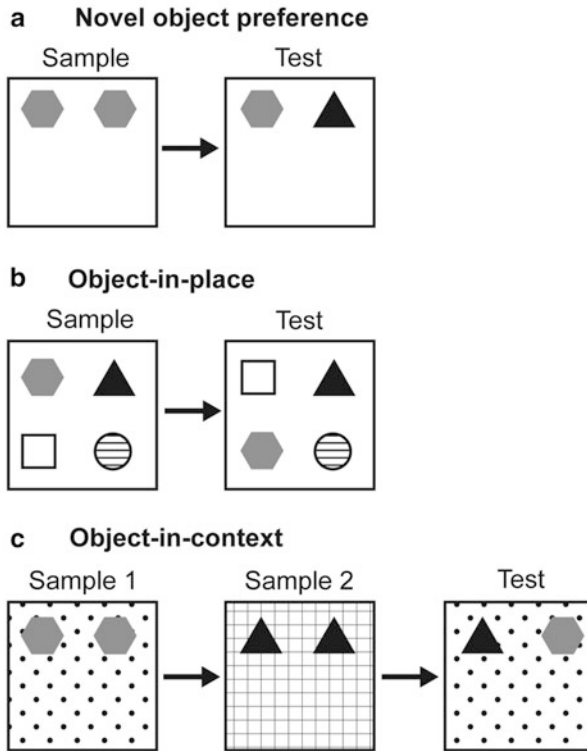 a Novel object preference
Sample Test
b Object-in-place
Sample Test
c Object-in-context
Sample 1 Sample 2 Test